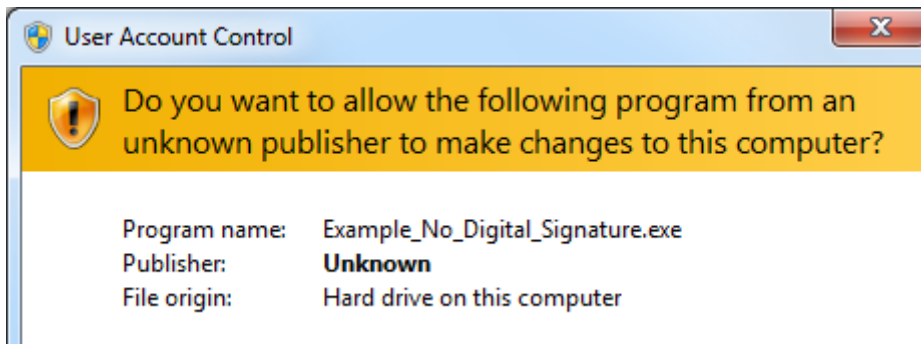 User Account Control
Do you want to allow the following program from an
unknown publisher to make changes to this computer?
Program name: Example_No_Digital_Signature.exe
Publisher: Unknown
File origin: Hard drive on this computer